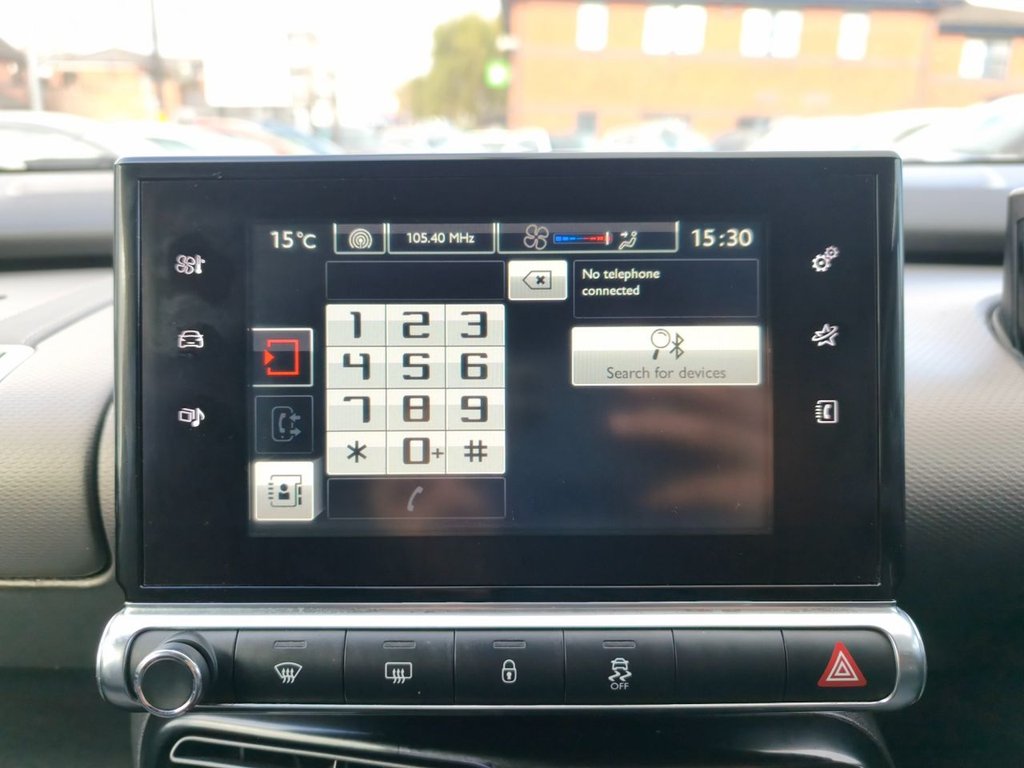 15°C
105.40 MHz
15:30
No telephone
connected
1 2 3
4 5 6
7 8 9
* 0+ #
Search for devices
OFF